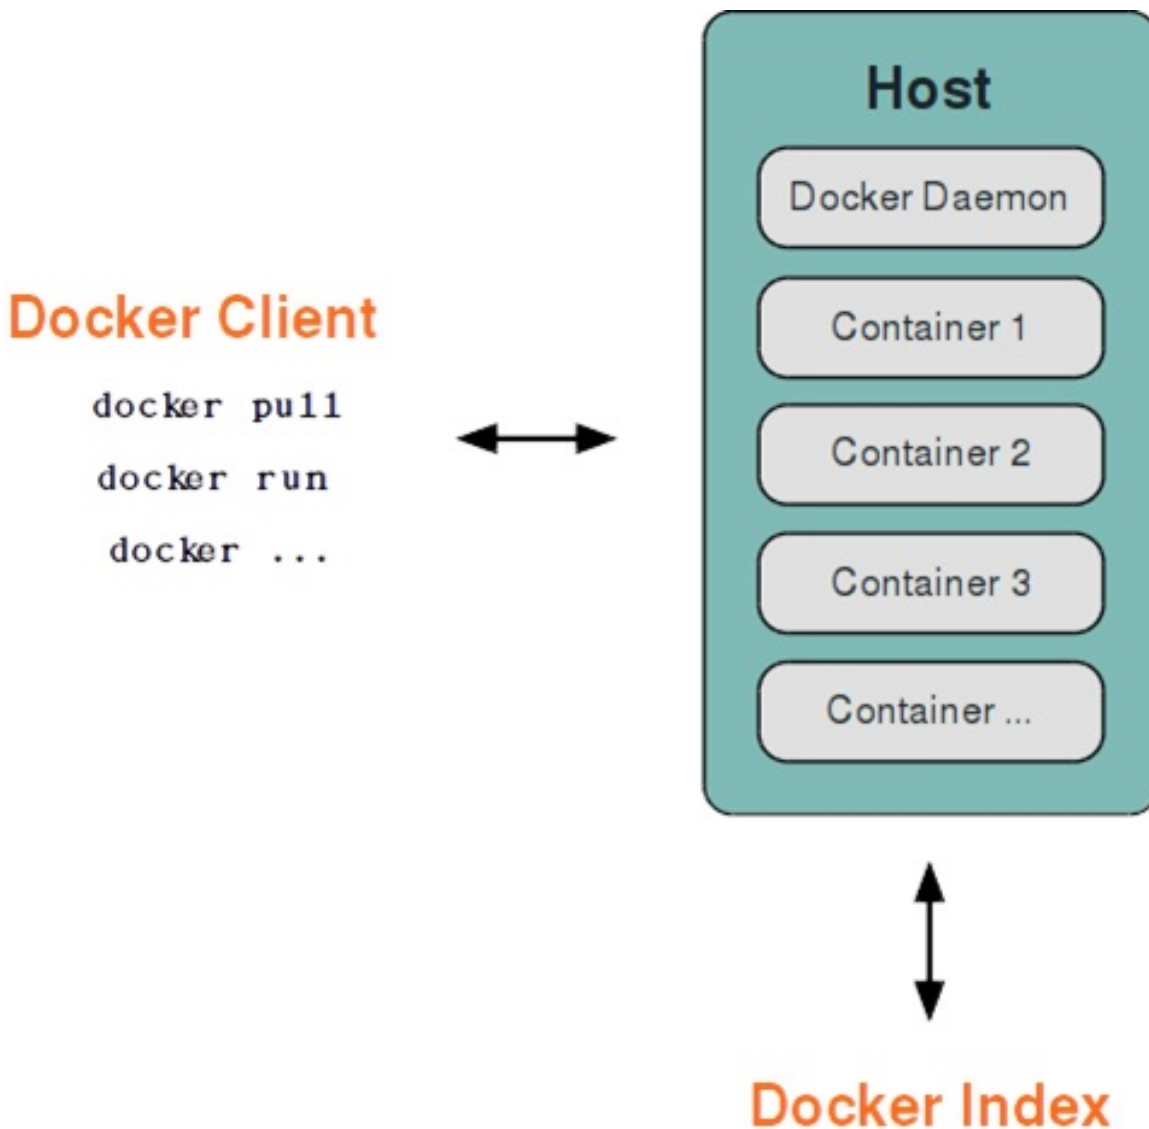 Docker Client
docker pull
docker run
docker ...
Host
Docker Daemon
Container 1
Container 2
Container 3
Container ...
Docker Index